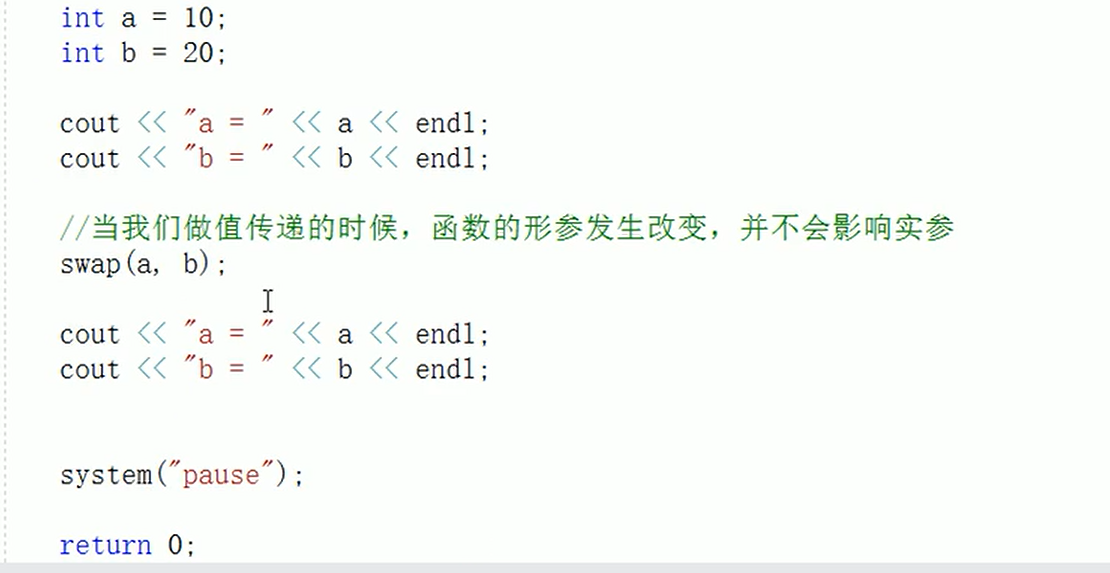 int a = 10;
int b = 20;
cout << "a = " << a << endl;
cout << "b = " << b << endl;
//当我们做值传递的时候，函数的形参发生改变，并不会影响实参
swap(a, b);
cout << "a = " << a << endl;
cout << "b = " << b << endl;
system("pause");
return 0;